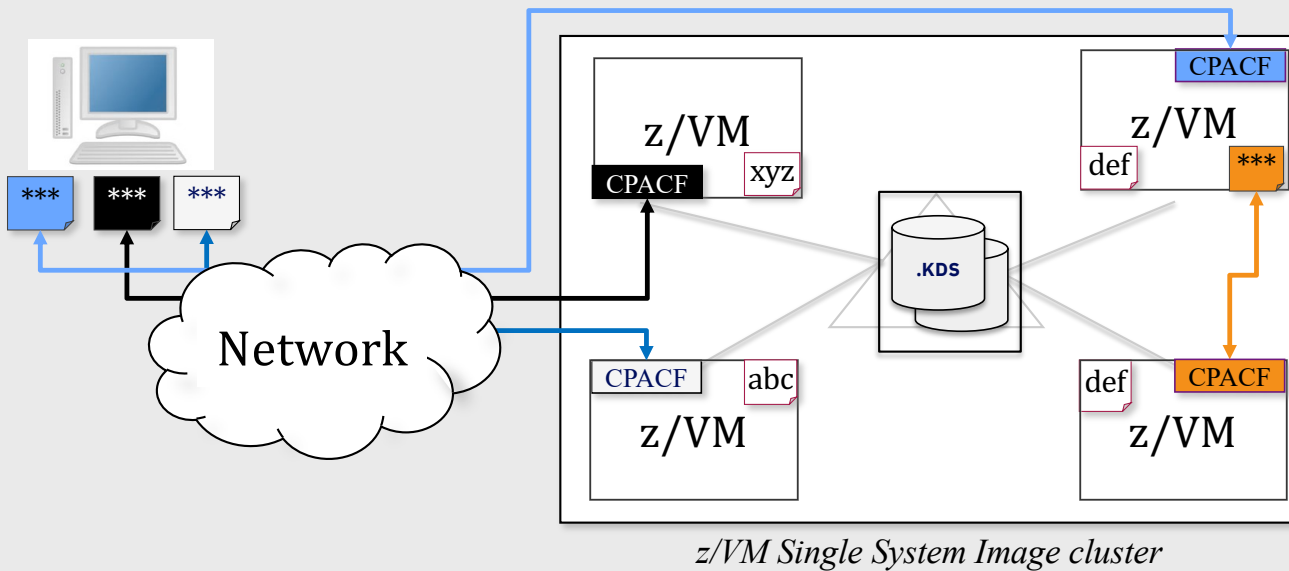 CPACF
z/VM
CPACF
xyz
z/VM
def
***
***
***
***
.KDS
Network
CPACF
abc
z/VM
def
CPACF
z/VM
z/VM Single System Image cluster